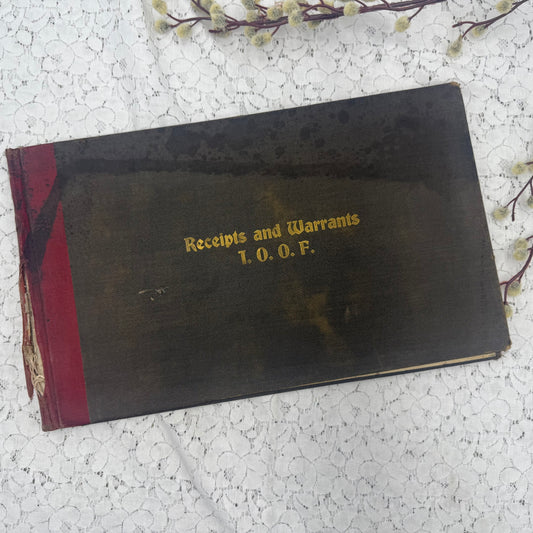 Receipts and Warrants
I. O. O. F.